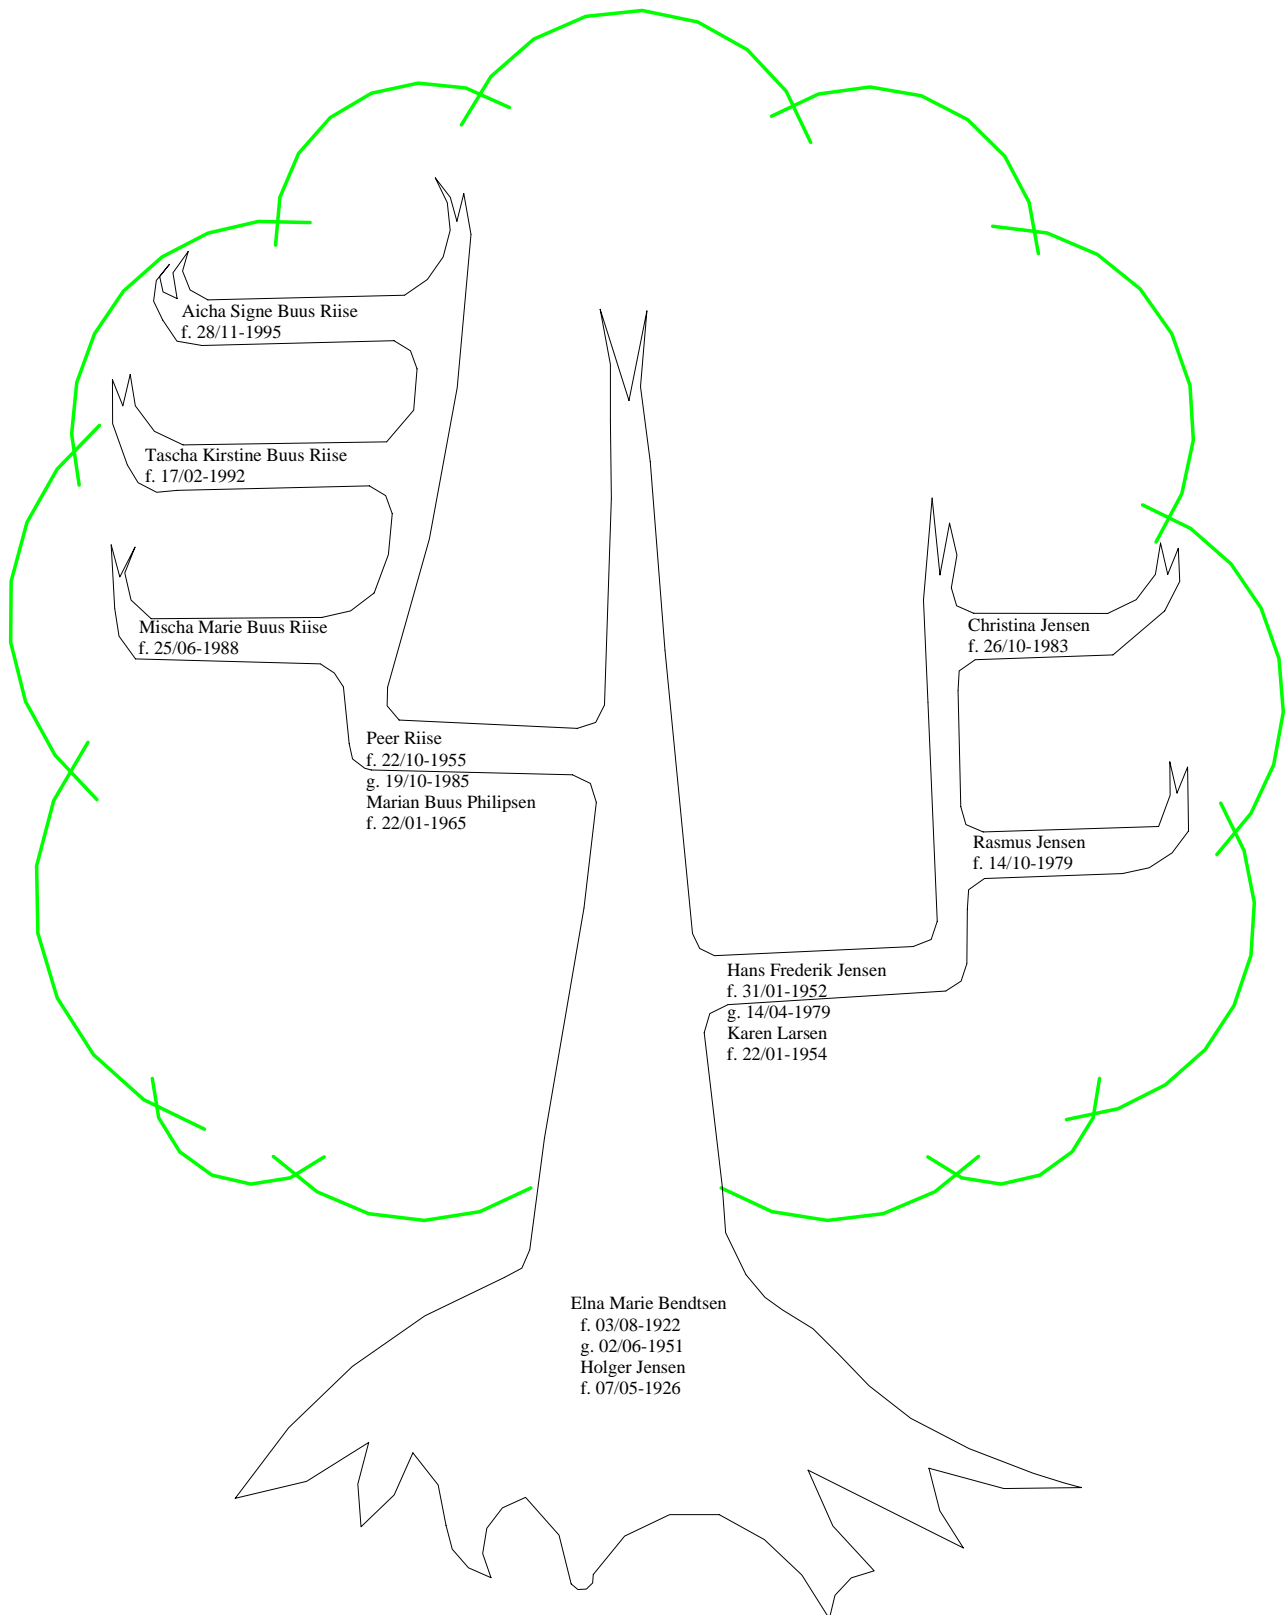 Aicha Signe Buus Riise
f. 28/11-1995
Tascha Kirstine Buus Riise
f. 17/02-1992
Mischa Marie Buus Riise
f. 25/06-1988
Christina Jensen
f. 26/10-1983
Peer Riise
f. 22/10-1955
g. 19/10-1985
Marian Buus Philipsen
f. 22/01-1965
Rasmus Jensen
f. 14/10-1979
Hans Frederik Jensen
f. 31/01-1952
g. 14/04-1979
Karen Larsen
f. 22/01-1954
Elna Marie Bendtsen
f. 03/08-1922
g. 02/06-1951
Holger Jensen
f. 07/05-1926